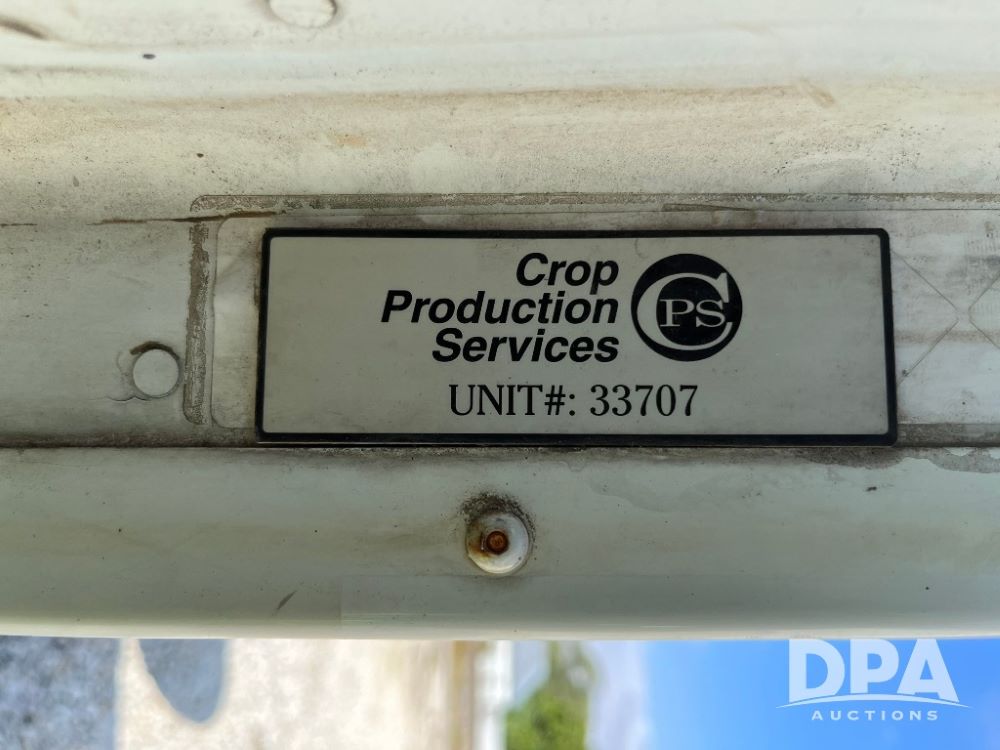 Crop
Production
Services
CPS
UNIT#: 33707
DPA
AUCTIONS